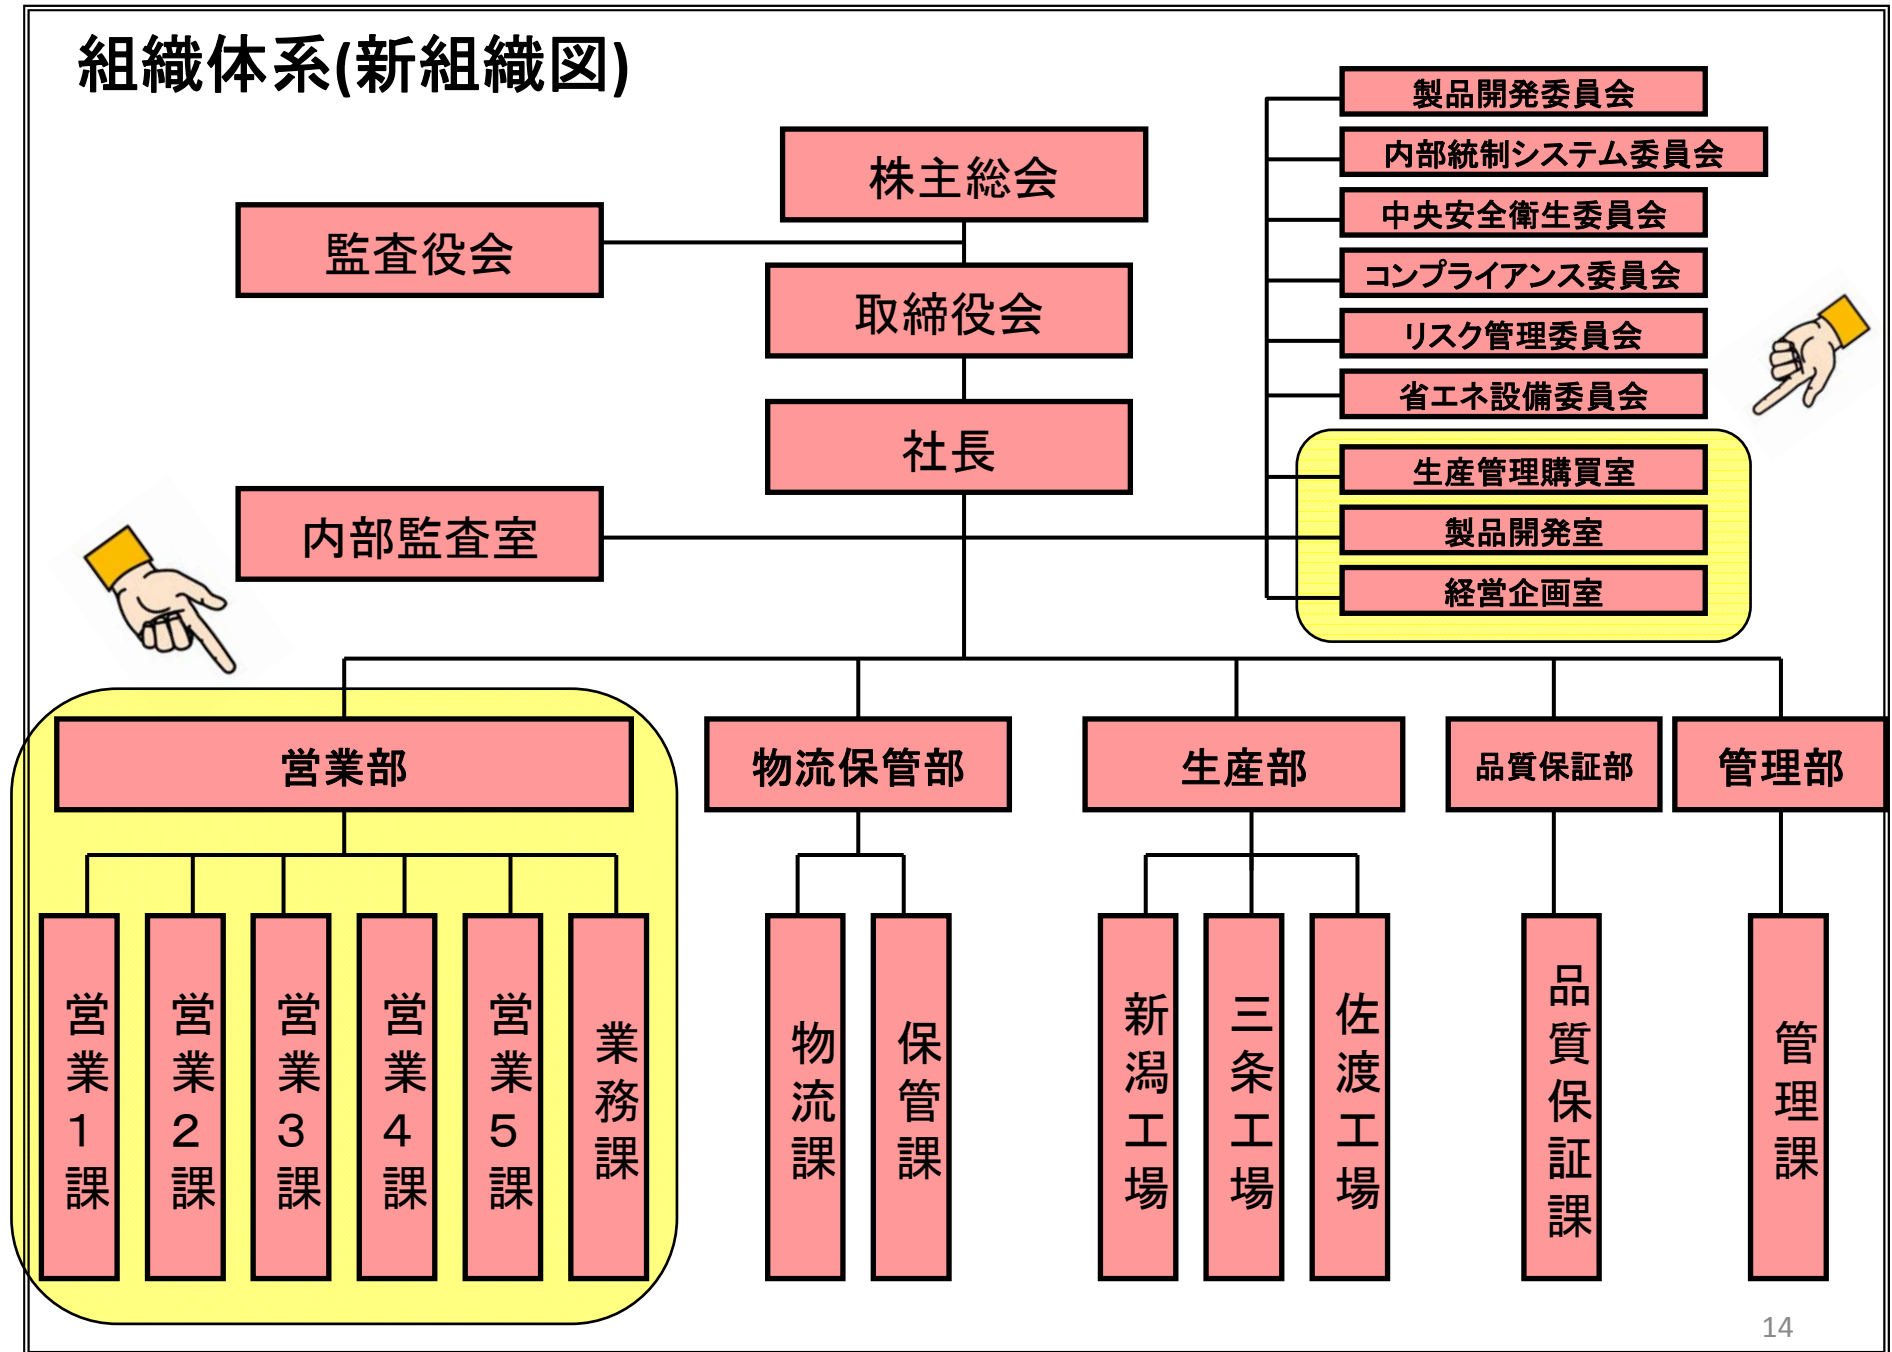 組織体系(新組織図)
株主総会
監査役会
取締役会
社長
内部監査室
製品開発委員会
内部統制システム委員会
中央安全衛生委員会
コンプライアンス委員会
リスク管理委員会
省エネ設備委員会
生産管理購買室
製品開発室
経営企画室
営業部
物流保管部
生産部
品質保証部
管理部
営業1課
営業2課
営業3課
営業4課
営業5課
業務課
物流課
保管課
新潟工場
三条工場
佐渡工場
品質保証課
管理課
14